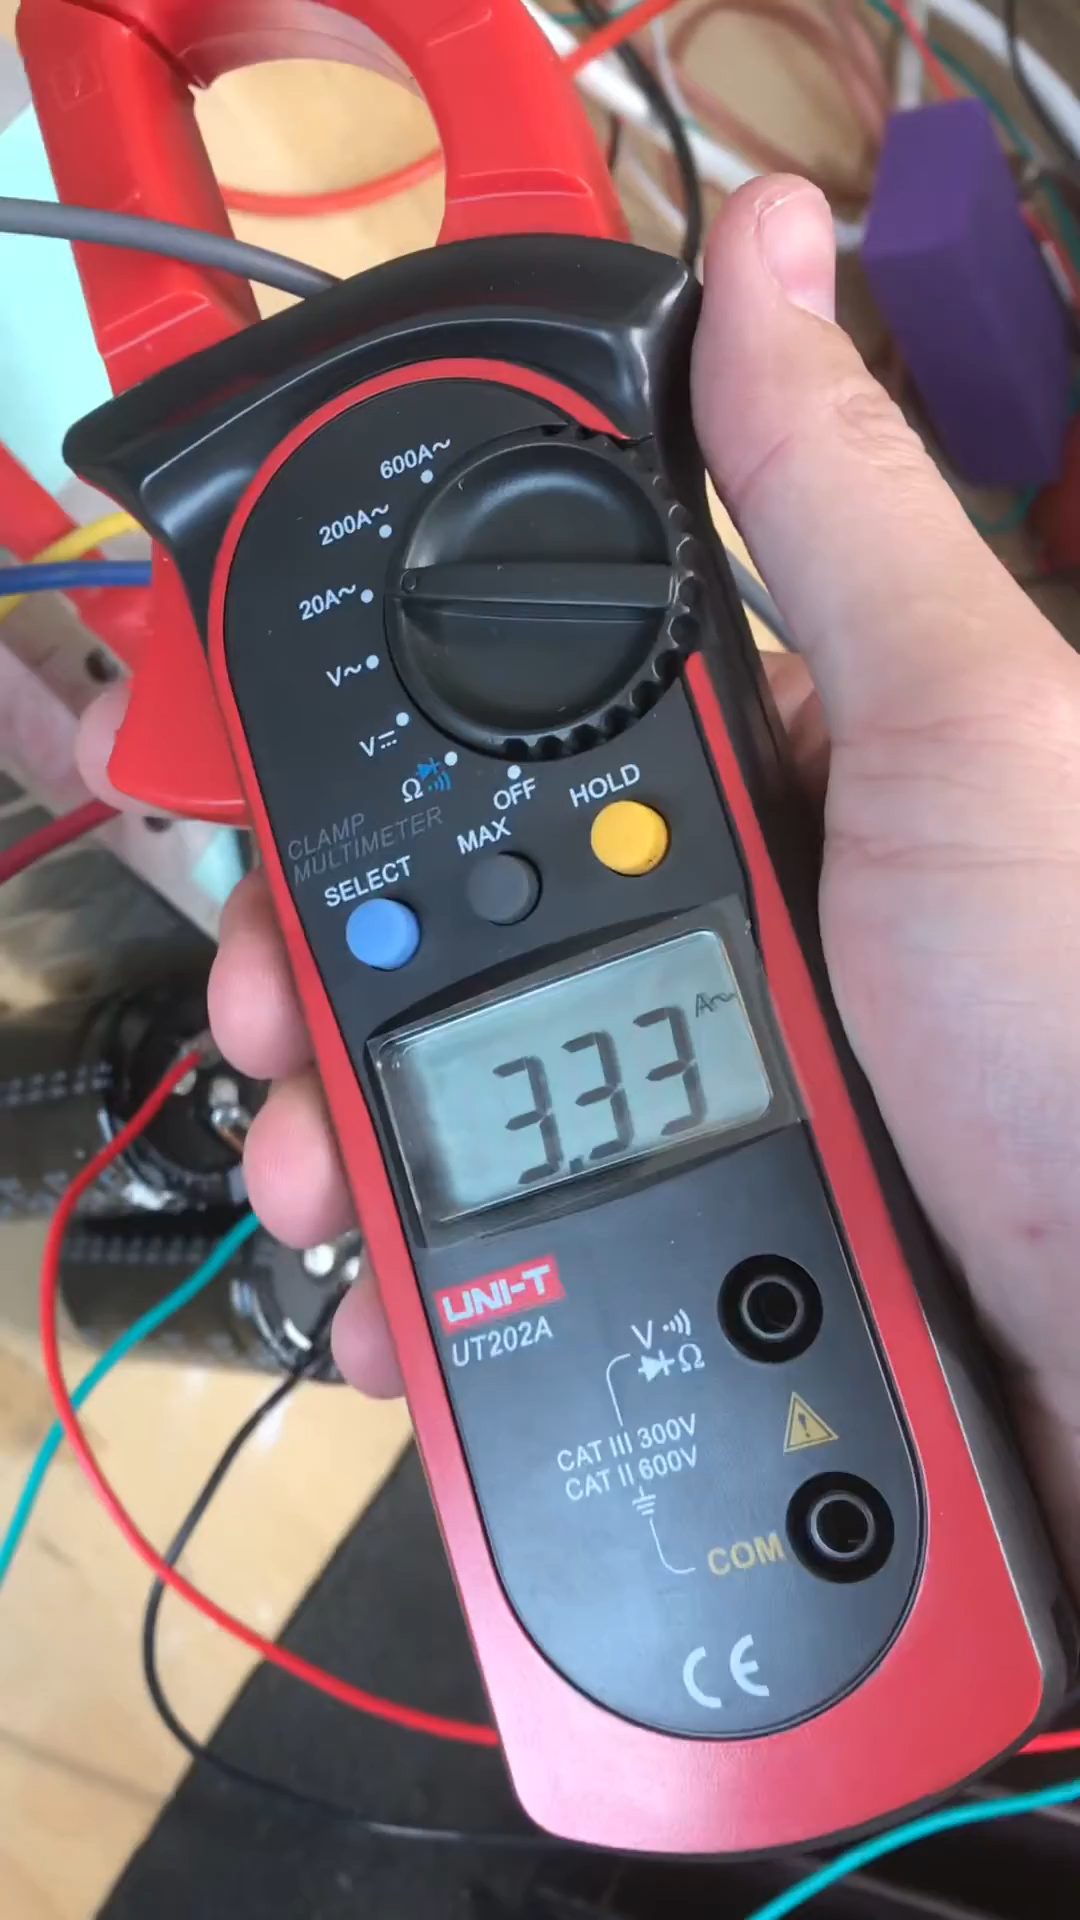 600A~
200A~
20A~
V~
V⎓
Ω
OFF
HOLD
CLAMP
MULTIMETER
MAX
SELECT
A~
3.33
UNI-T
UT202A
V
Ω
CAT III 300V
CAT II 600V
COM
CE